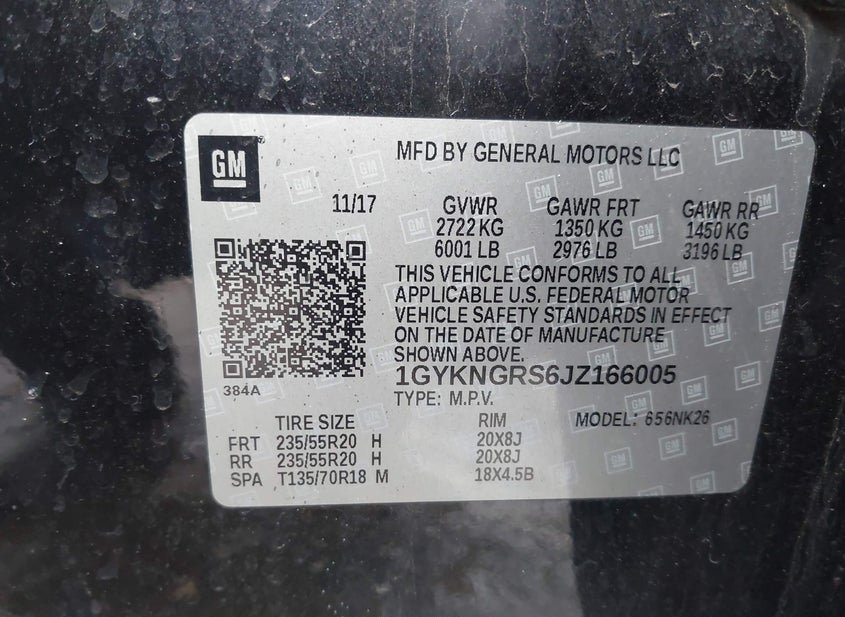 GM
MFD BY GENERAL MOTORS LLC
11/17 GVWR GAWR FRT GAWR RR
2722 KG 1350 KG 1450 KG
6001 LB 2976 LB 3196 LB
THIS VEHICLE CONFORMS TO ALL
APPLICABLE U.S. FEDERAL MOTOR
VEHICLE SAFETY STANDARDS IN EFFECT
ON THE DATE OF MANUFACTURE
SHOWN ABOVE.
384A
1GYKNGRS6JZ166005
TYPE: M.P.V.
TIRE SIZE RIM MODEL: 656NK26
FRT 235/55R20 H 20X8J
RR 235/55R20 H 20X8J
SPA T135/70R18 M 18X4.5B